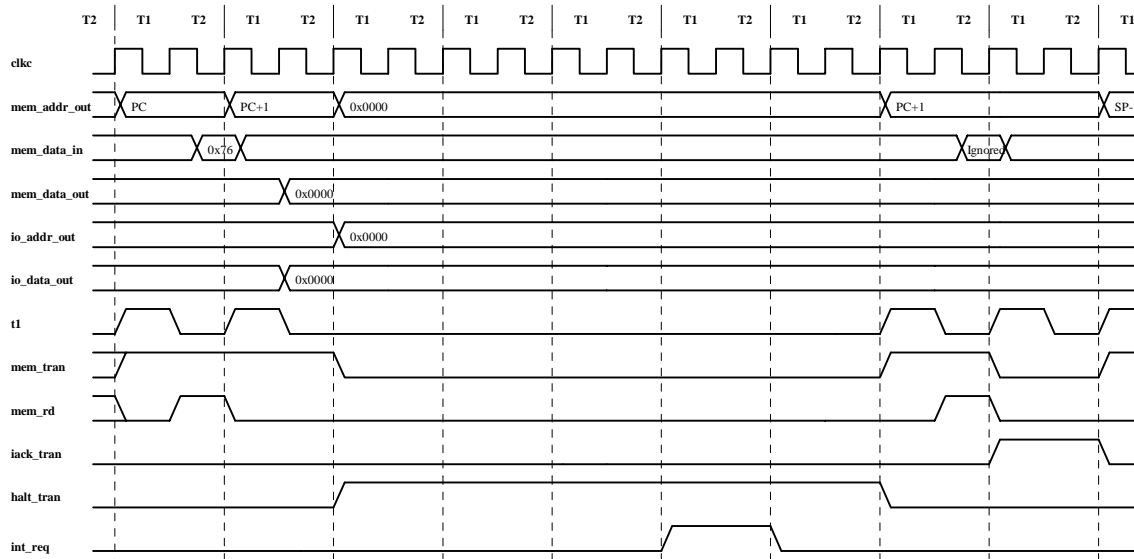 T2 T1 T2 T1 T2 T1 T2 T1 T2 T1 T2 T1 T2 T1 T2 T1 T2 T1 T2 T1
clkc
mem_addr_out PC PC+1 0x0000 PC+1 SP-
mem_data_in 0x76 Ignored
mem_data_out 0x0000
io_addr_out 0x0000
io_data_out 0x0000
t1
mem_tran
mem_rd
iack_tran
halt_tran
int_req